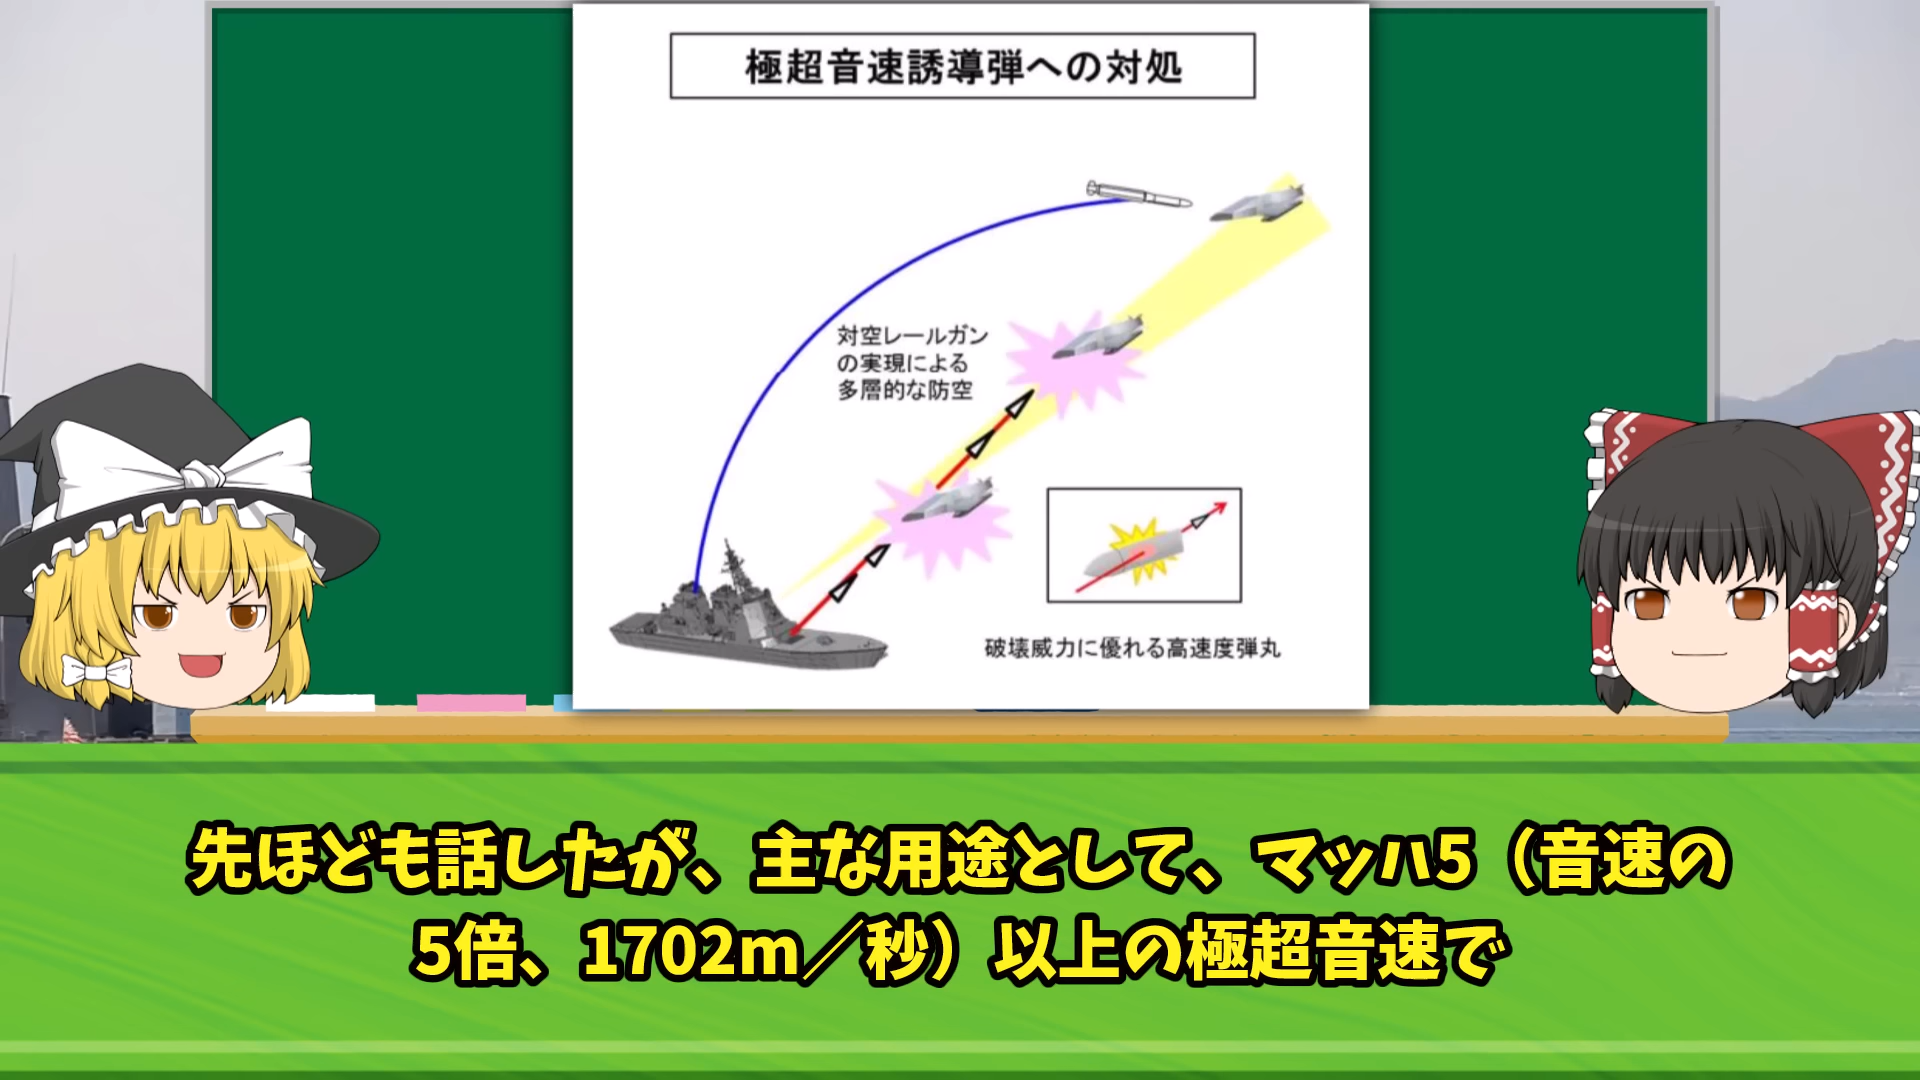 極超音速誘導弾への対処
対空レールガン
の実現による
多層的な防空
破壊威力に優れる高速度弾丸
先ほども話したが、主な用途として、マッハ5（音速の
5倍、1702m／秒）以上の極超音速で